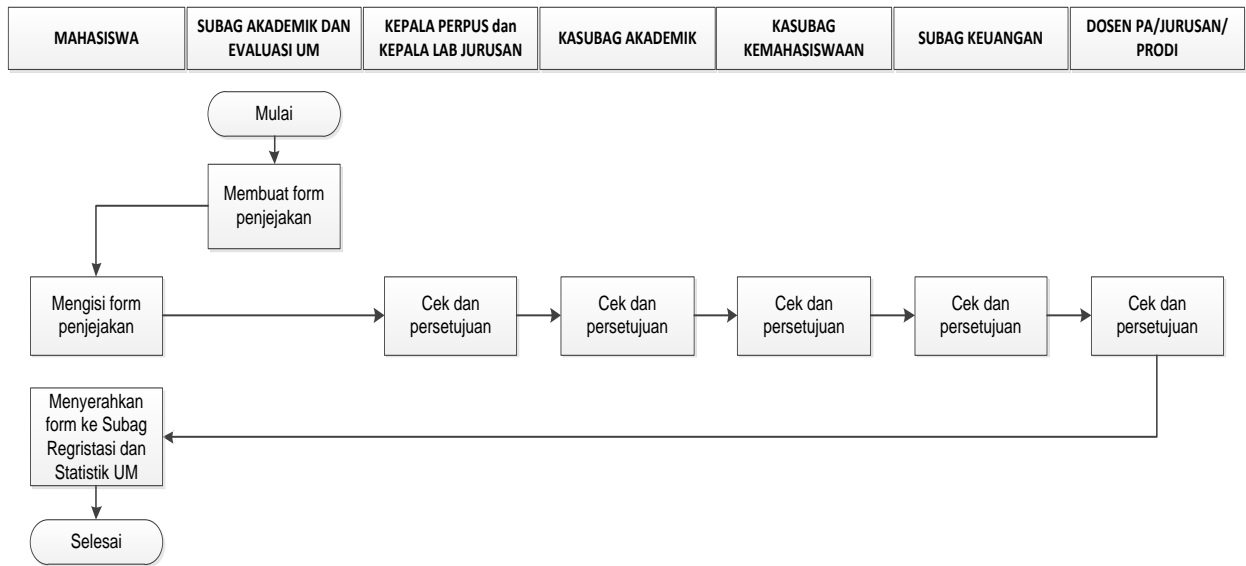 MAHASISWA
SUBAG AKADEMIK DAN
EVALUASI UM
KEPALA PERPUS dan
KEPALA LAB JURUSAN
KASUBAG AKADEMIK
KASUBAG
KEMAHASISWAAN
SUBAG KEUANGAN
DOSEN PA/JURUSAN/
PRODI
Mulai
Membuat form
penjejakan
Mengisi form
penjejakan
Cek dan
persetujuan
Cek dan
persetujuan
Cek dan
persetujuan
Cek dan
persetujuan
Cek dan
persetujuan
Menyerahkan
form ke Subag
Regristasi dan
Statistik UM
Selesai